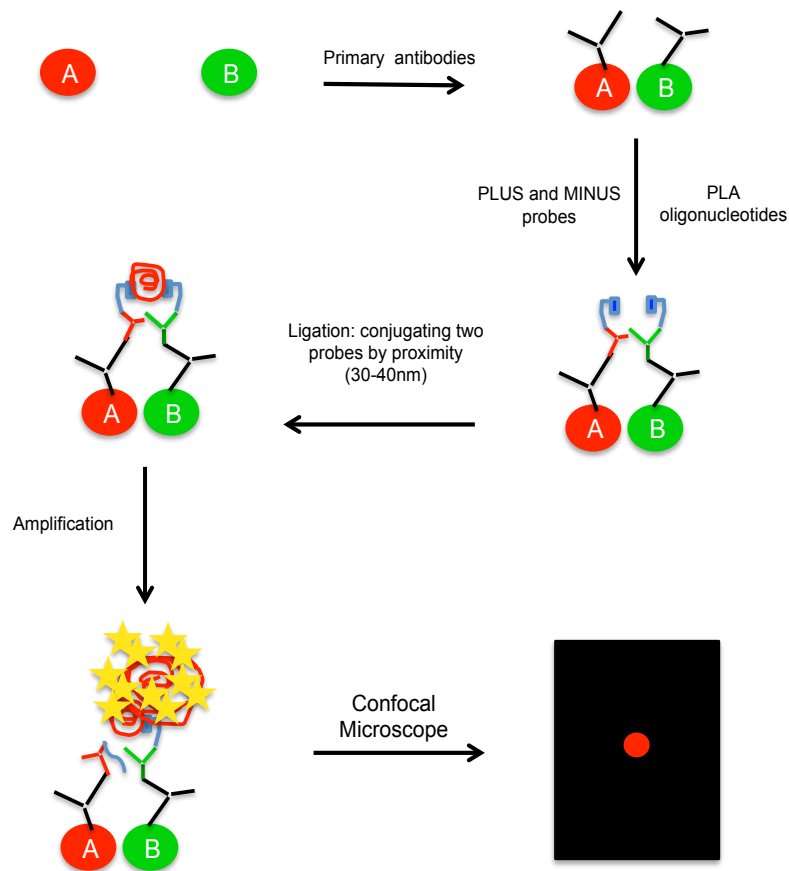 A
B
Primary antibodies
A
B
PLUS and MINUS
probes
PLA
oligonucleotides
A
B
Ligation: conjugating two
probes by proximity
(30-40nm)
A
B
Amplification
A
B
Confocal
Microscope